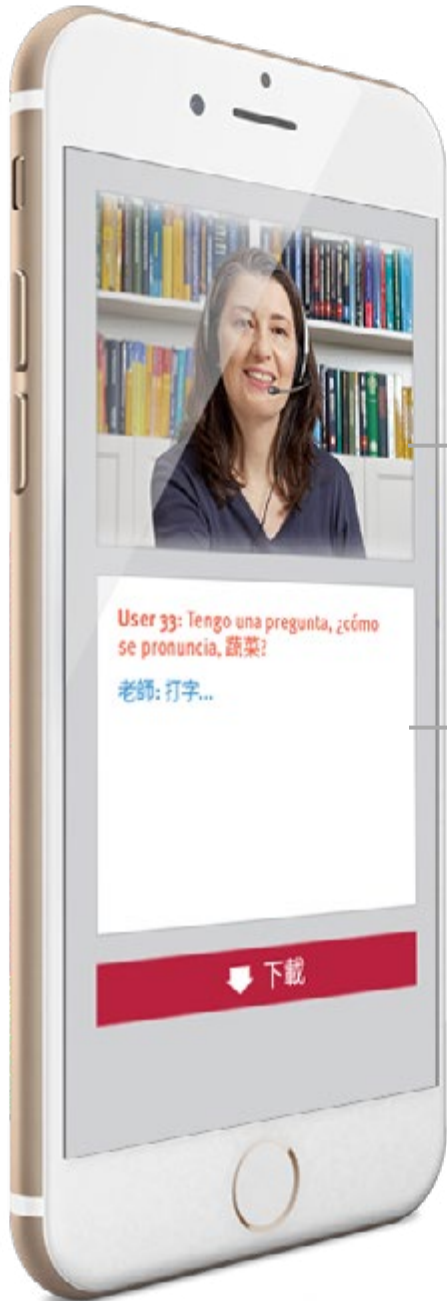 User 33: Tengo una pregunta, ¿cómo
se pronuncia, 蔬菜?
老師: 打字...
下載